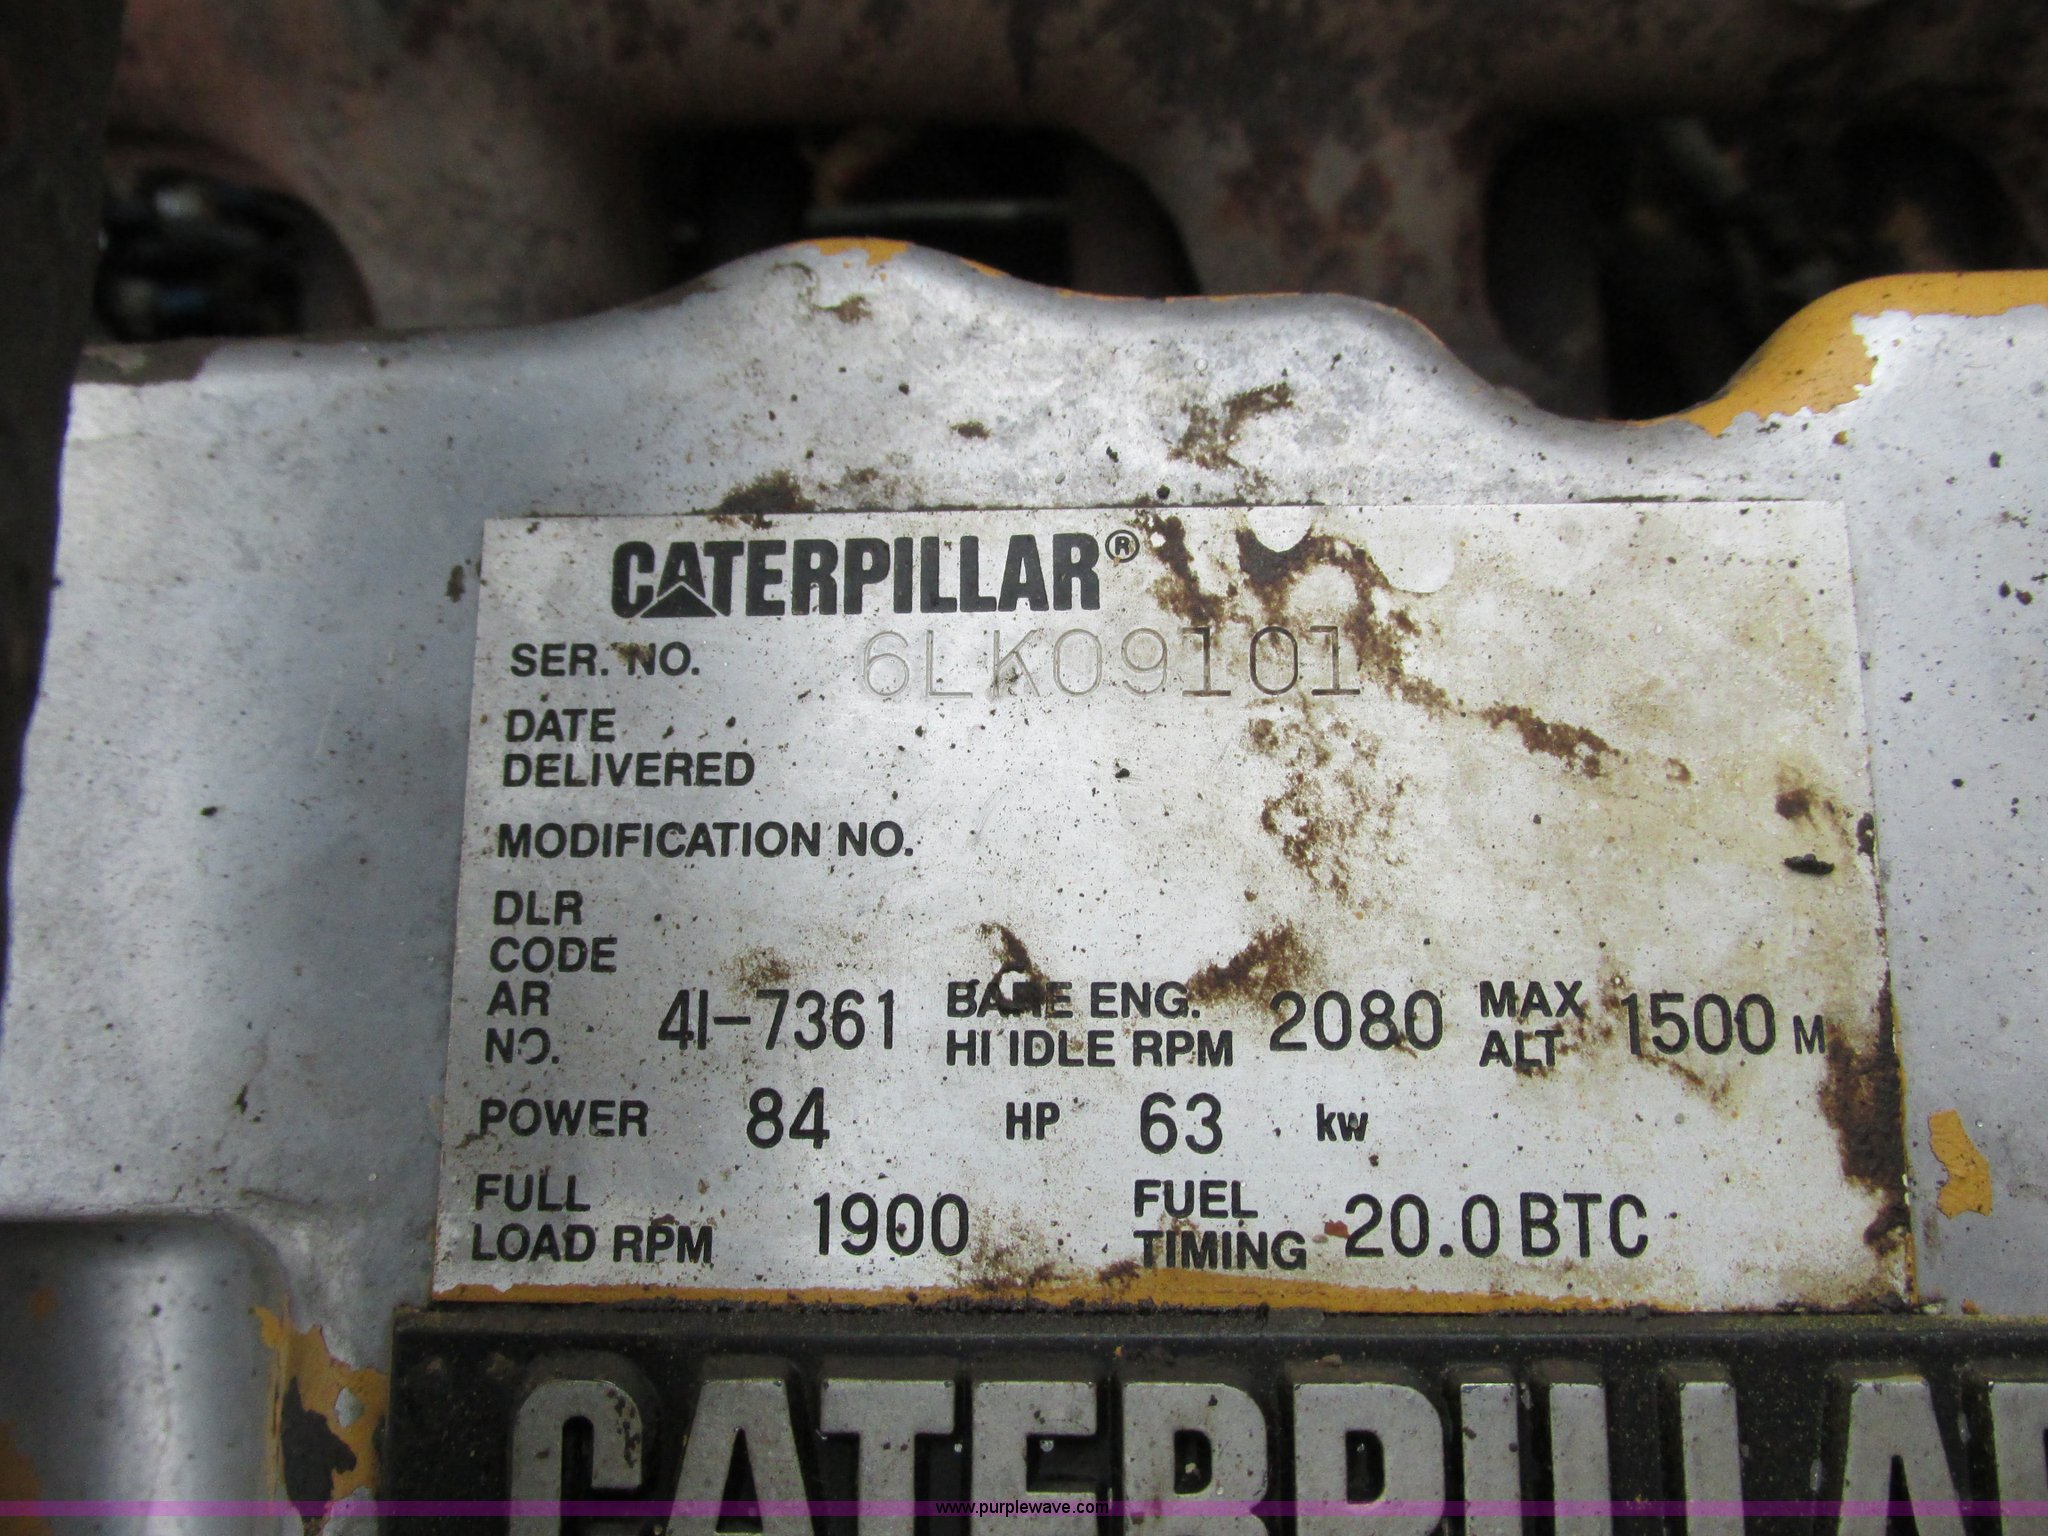 CATERPILLAR®
SER. NO. 6LK09101
DATE
DELIVERED
MODIFICATION NO.
DLR
CODE
AR
NO. 4I-7361 BARE ENG.
HI IDLE RPM 2080 MAX
ALT 1500 M
POWER 84 HP 63 kw
FULL
LOAD RPM 1900 FUEL
TIMING 20.0 BTC
CATERPILLAR
www.purplewave.com